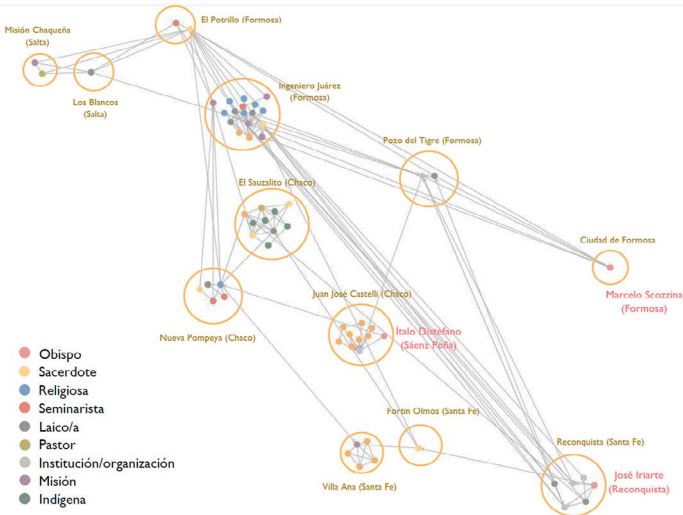 El Potrillo (Formosa)
Misión Chaqueña
(Salta)
Los Blancos
(Salta)
Ingeniero Juárez
(Formosa)
Pozo del Tigre (Formosa)
El Sauzalito (Chaco)
Ciudad de Formosa
Marcelo Scozzina
(Formosa)
Juan José Castelli (Chaco)
Ítalo Distéfano
(Sáenz Peña)
Nueva Pompeya (Chaco)
Obispo
Sacerdote
Religiosa
Seminarista
Laico/a
Pastor
Institución/organización
Misión
Indígena
Fortín Olmos (Santa Fe)
Villa Ana (Santa Fe)
Reconquista (Santa Fe)
José Iriarte
(Reconquista)